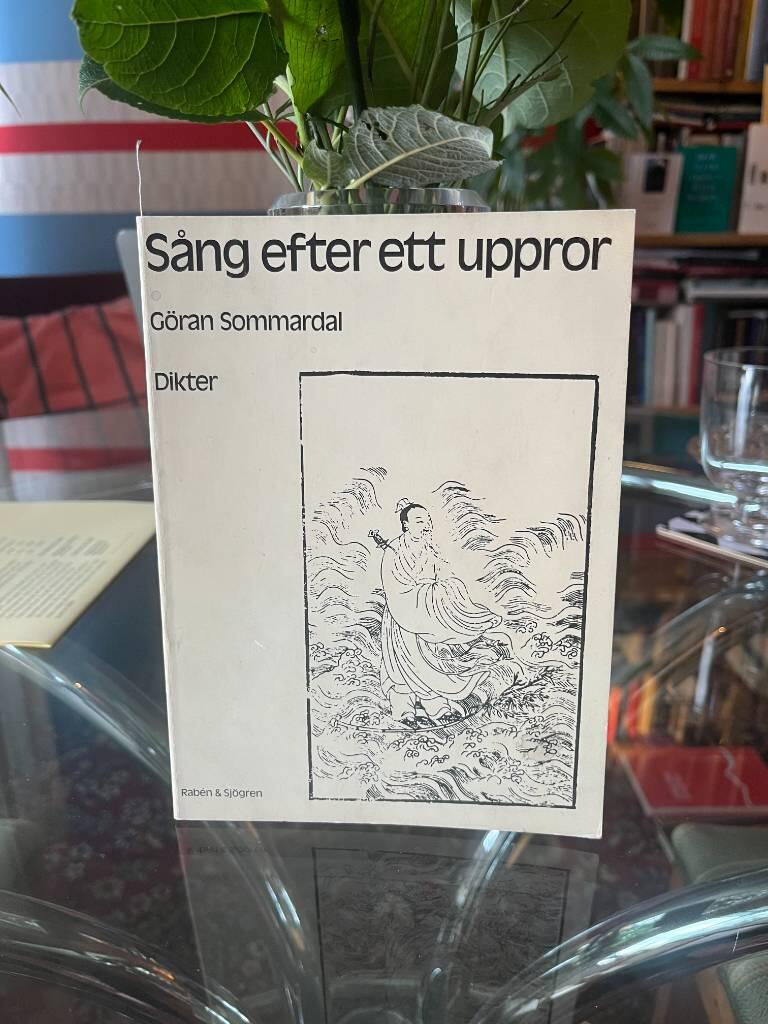 Sång efter ett uppror
Göran Sommardal
Dikter
Rabén & Sjögren